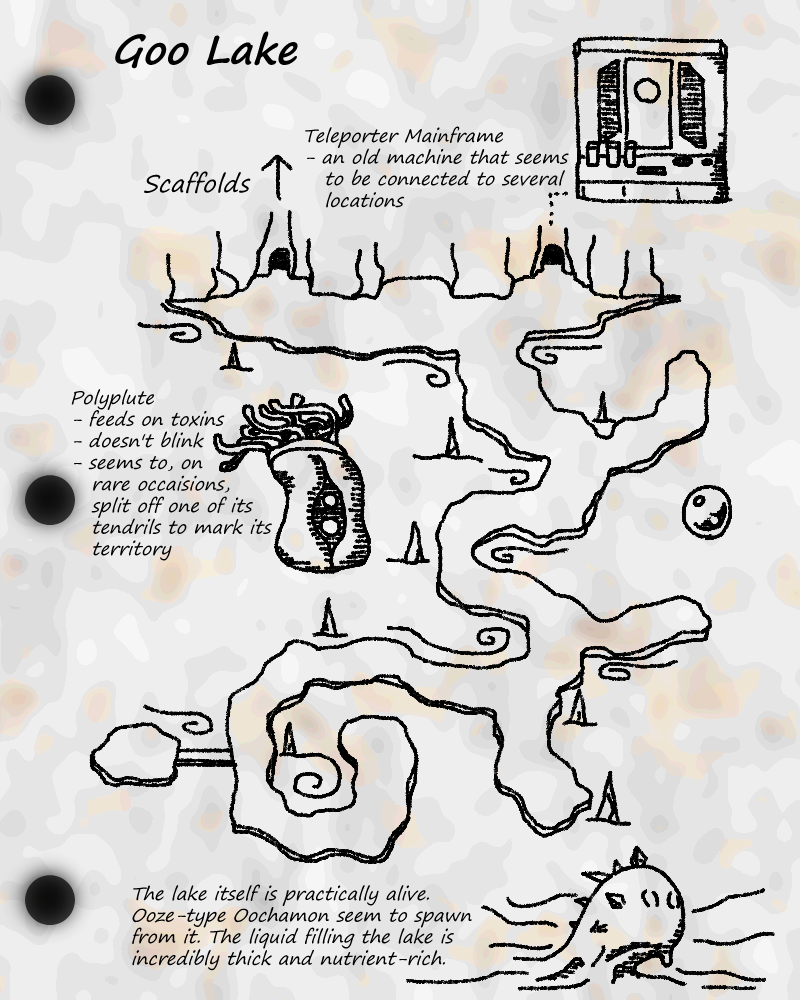 Goo Lake
Teleporter Mainframe
- an old machine that seems
to be connected to several
locations
Scaffolds
Polyplute
- feeds on toxins
- doesn't blink
- seems to, on
rare occaisions,
split off one of its
tendrils to mark its
territory
The lake itself is practically alive.
Ooze-type Oochamon seem to spawn
from it. The liquid filling the lake is
incredibly thick and nutrient-rich.